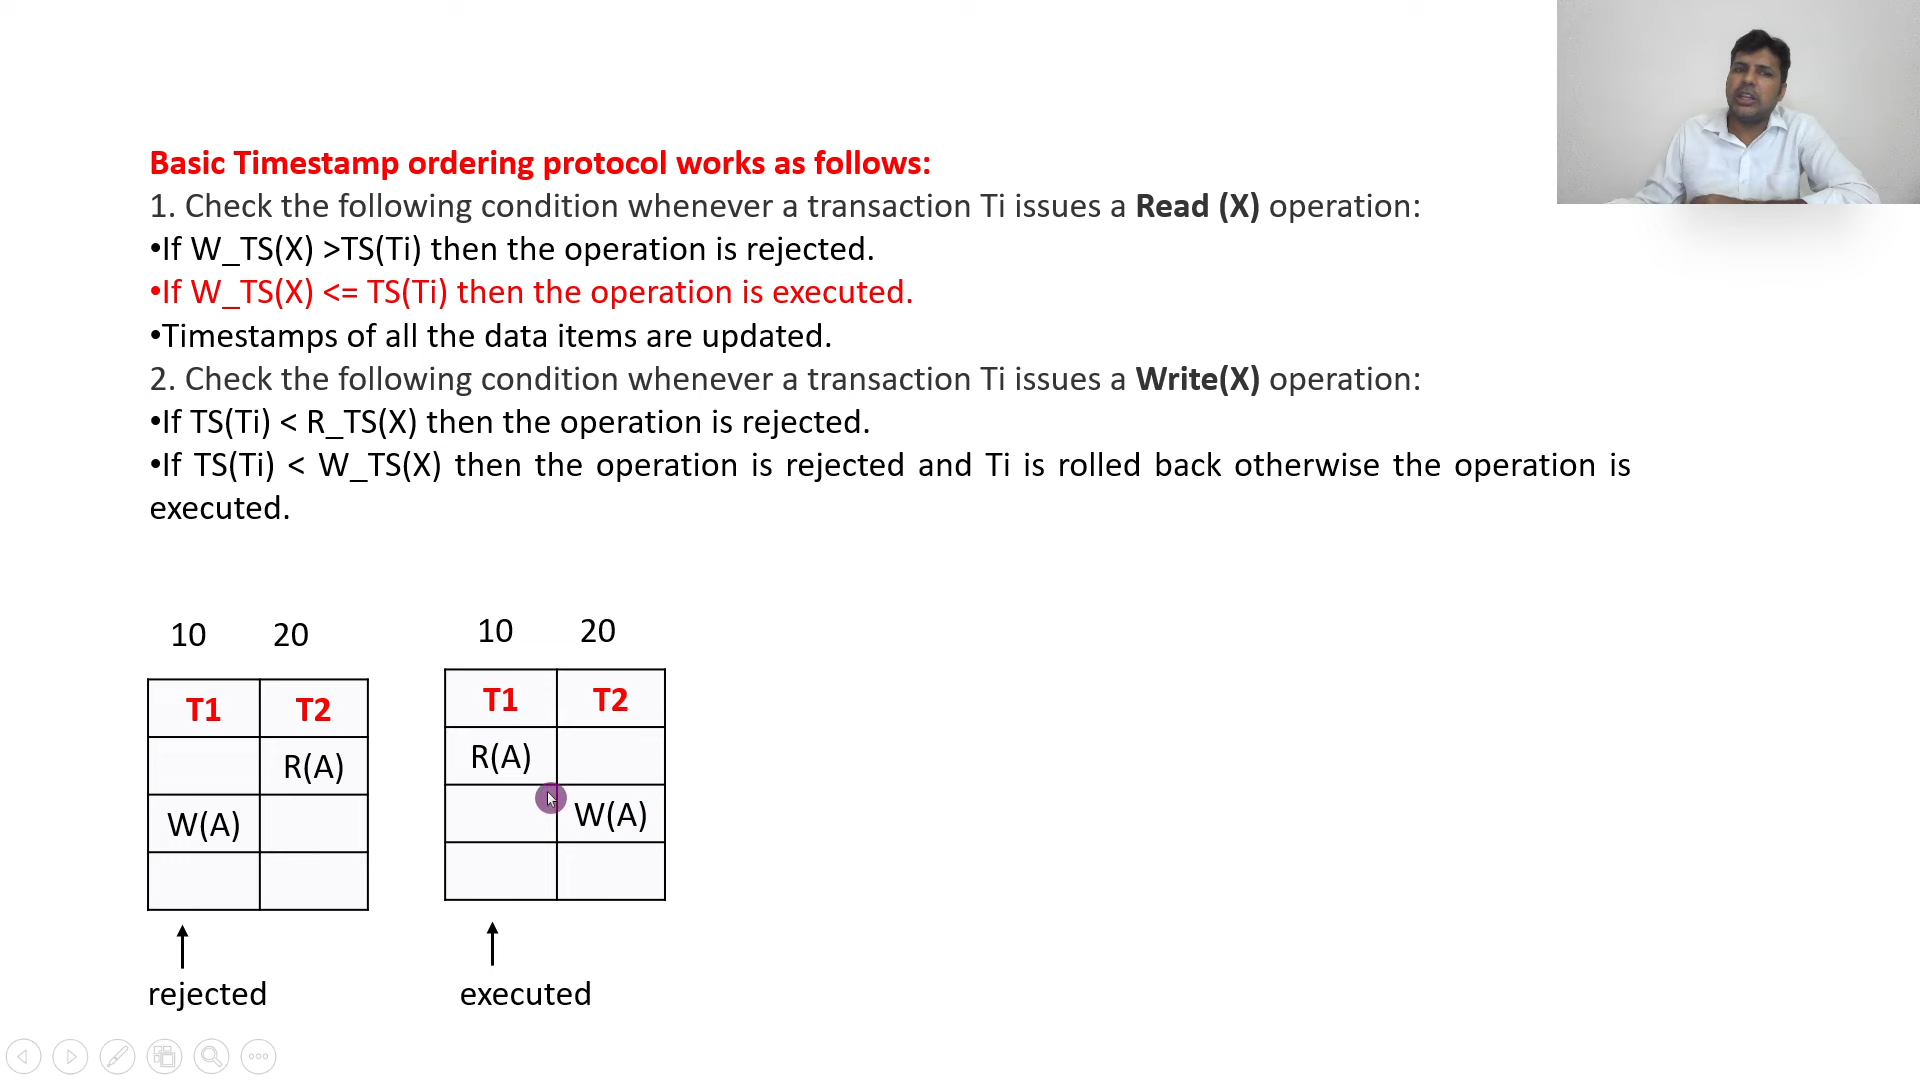 Basic Timestamp ordering protocol works as follows:
1. Check the following condition whenever a transaction Ti issues a Read (X) operation:
•If W_TS(X) >TS(Ti) then the operation is rejected.
•If W_TS(X) <= TS(Ti) then the operation is executed.
•Timestamps of all the data items are updated.
2. Check the following condition whenever a transaction Ti issues a Write(X) operation:
•If TS(Ti) < R_TS(X) then the operation is rejected.
•If TS(Ti) < W_TS(X) then the operation is rejected and Ti is rolled back otherwise the operation is
executed.
10 20
T1 T2
R(A)
W(A)
rejected
10 20
T1 T2
R(A)
W(A)
executed